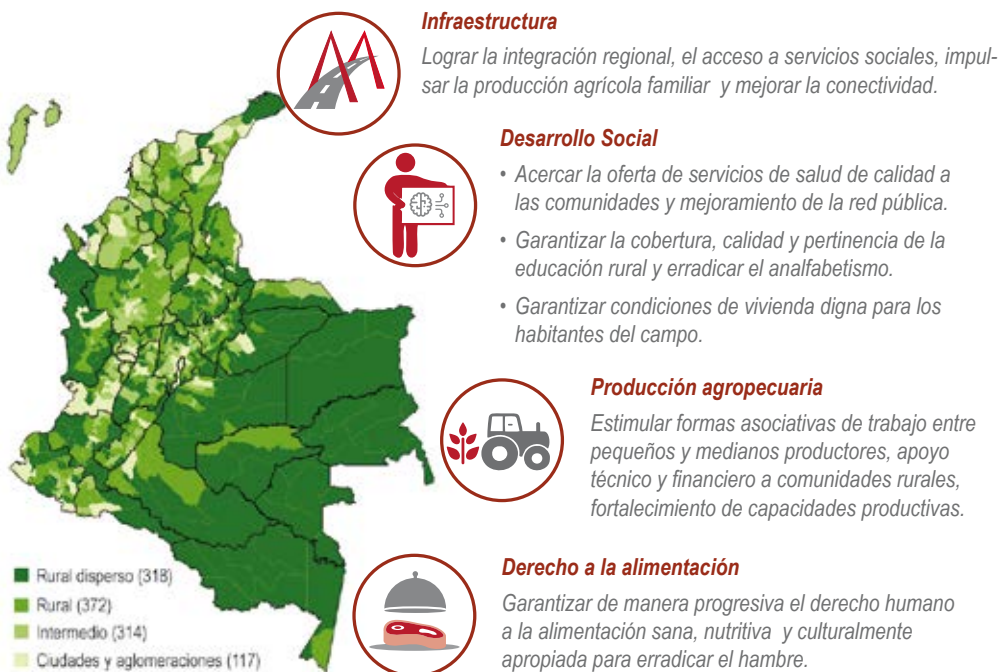 Infraestructura
Lograr la integración regional, el acceso a servicios sociales, impul-
sar la producción agrícola familiar y mejorar la conectividad.
Desarrollo Social
• Acercar la oferta de servicios de salud de calidad a
las comunidades y mejoramiento de la red pública.
• Garantizar la cobertura, calidad y pertinencia de la
educación rural y erradicar el analfabetismo.
• Garantizar condiciones de vivienda digna para los
habitantes del campo.
Producción agropecuaria
Estimular formas asociativas de trabajo entre
pequeños y medianos productores, apoyo
técnico y financiero a comunidades rurales,
fortalecimiento de capacidades productivas.
Derecho a la alimentación
Garantizar de manera progresiva el derecho humano
a la alimentación sana, nutritiva y culturalmente
apropiada para erradicar el hambre.
Rural disperso (318)
Rural (372)
Intermedio (314)
Ciudades y aglomeraciones (117)